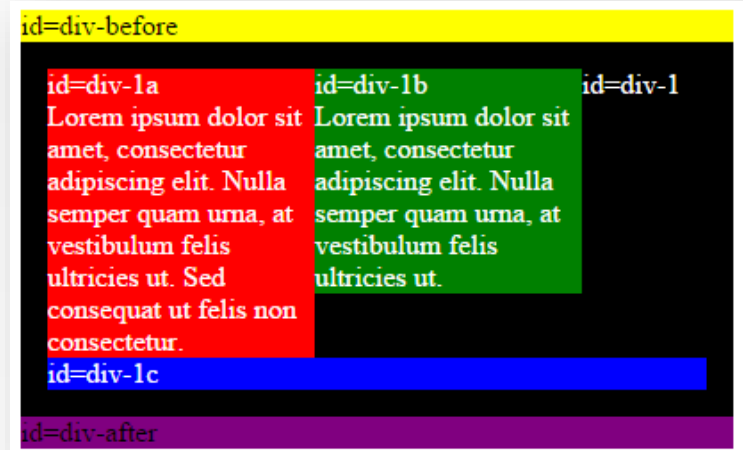 id=div-before
id=div-1a
Lorem ipsum dolor sit
amet, consectetur
adipiscing elit. Nulla
semper quam urna, at
vestibulum felis
ultricies ut. Sed
consequat ut felis non
consectetur.
id=div-1b
Lorem ipsum dolor sit
amet, consectetur
adipiscing elit. Nulla
semper quam urna, at
vestibulum felis
ultricies ut.
id=div-1
id=div-1c
id=div-after